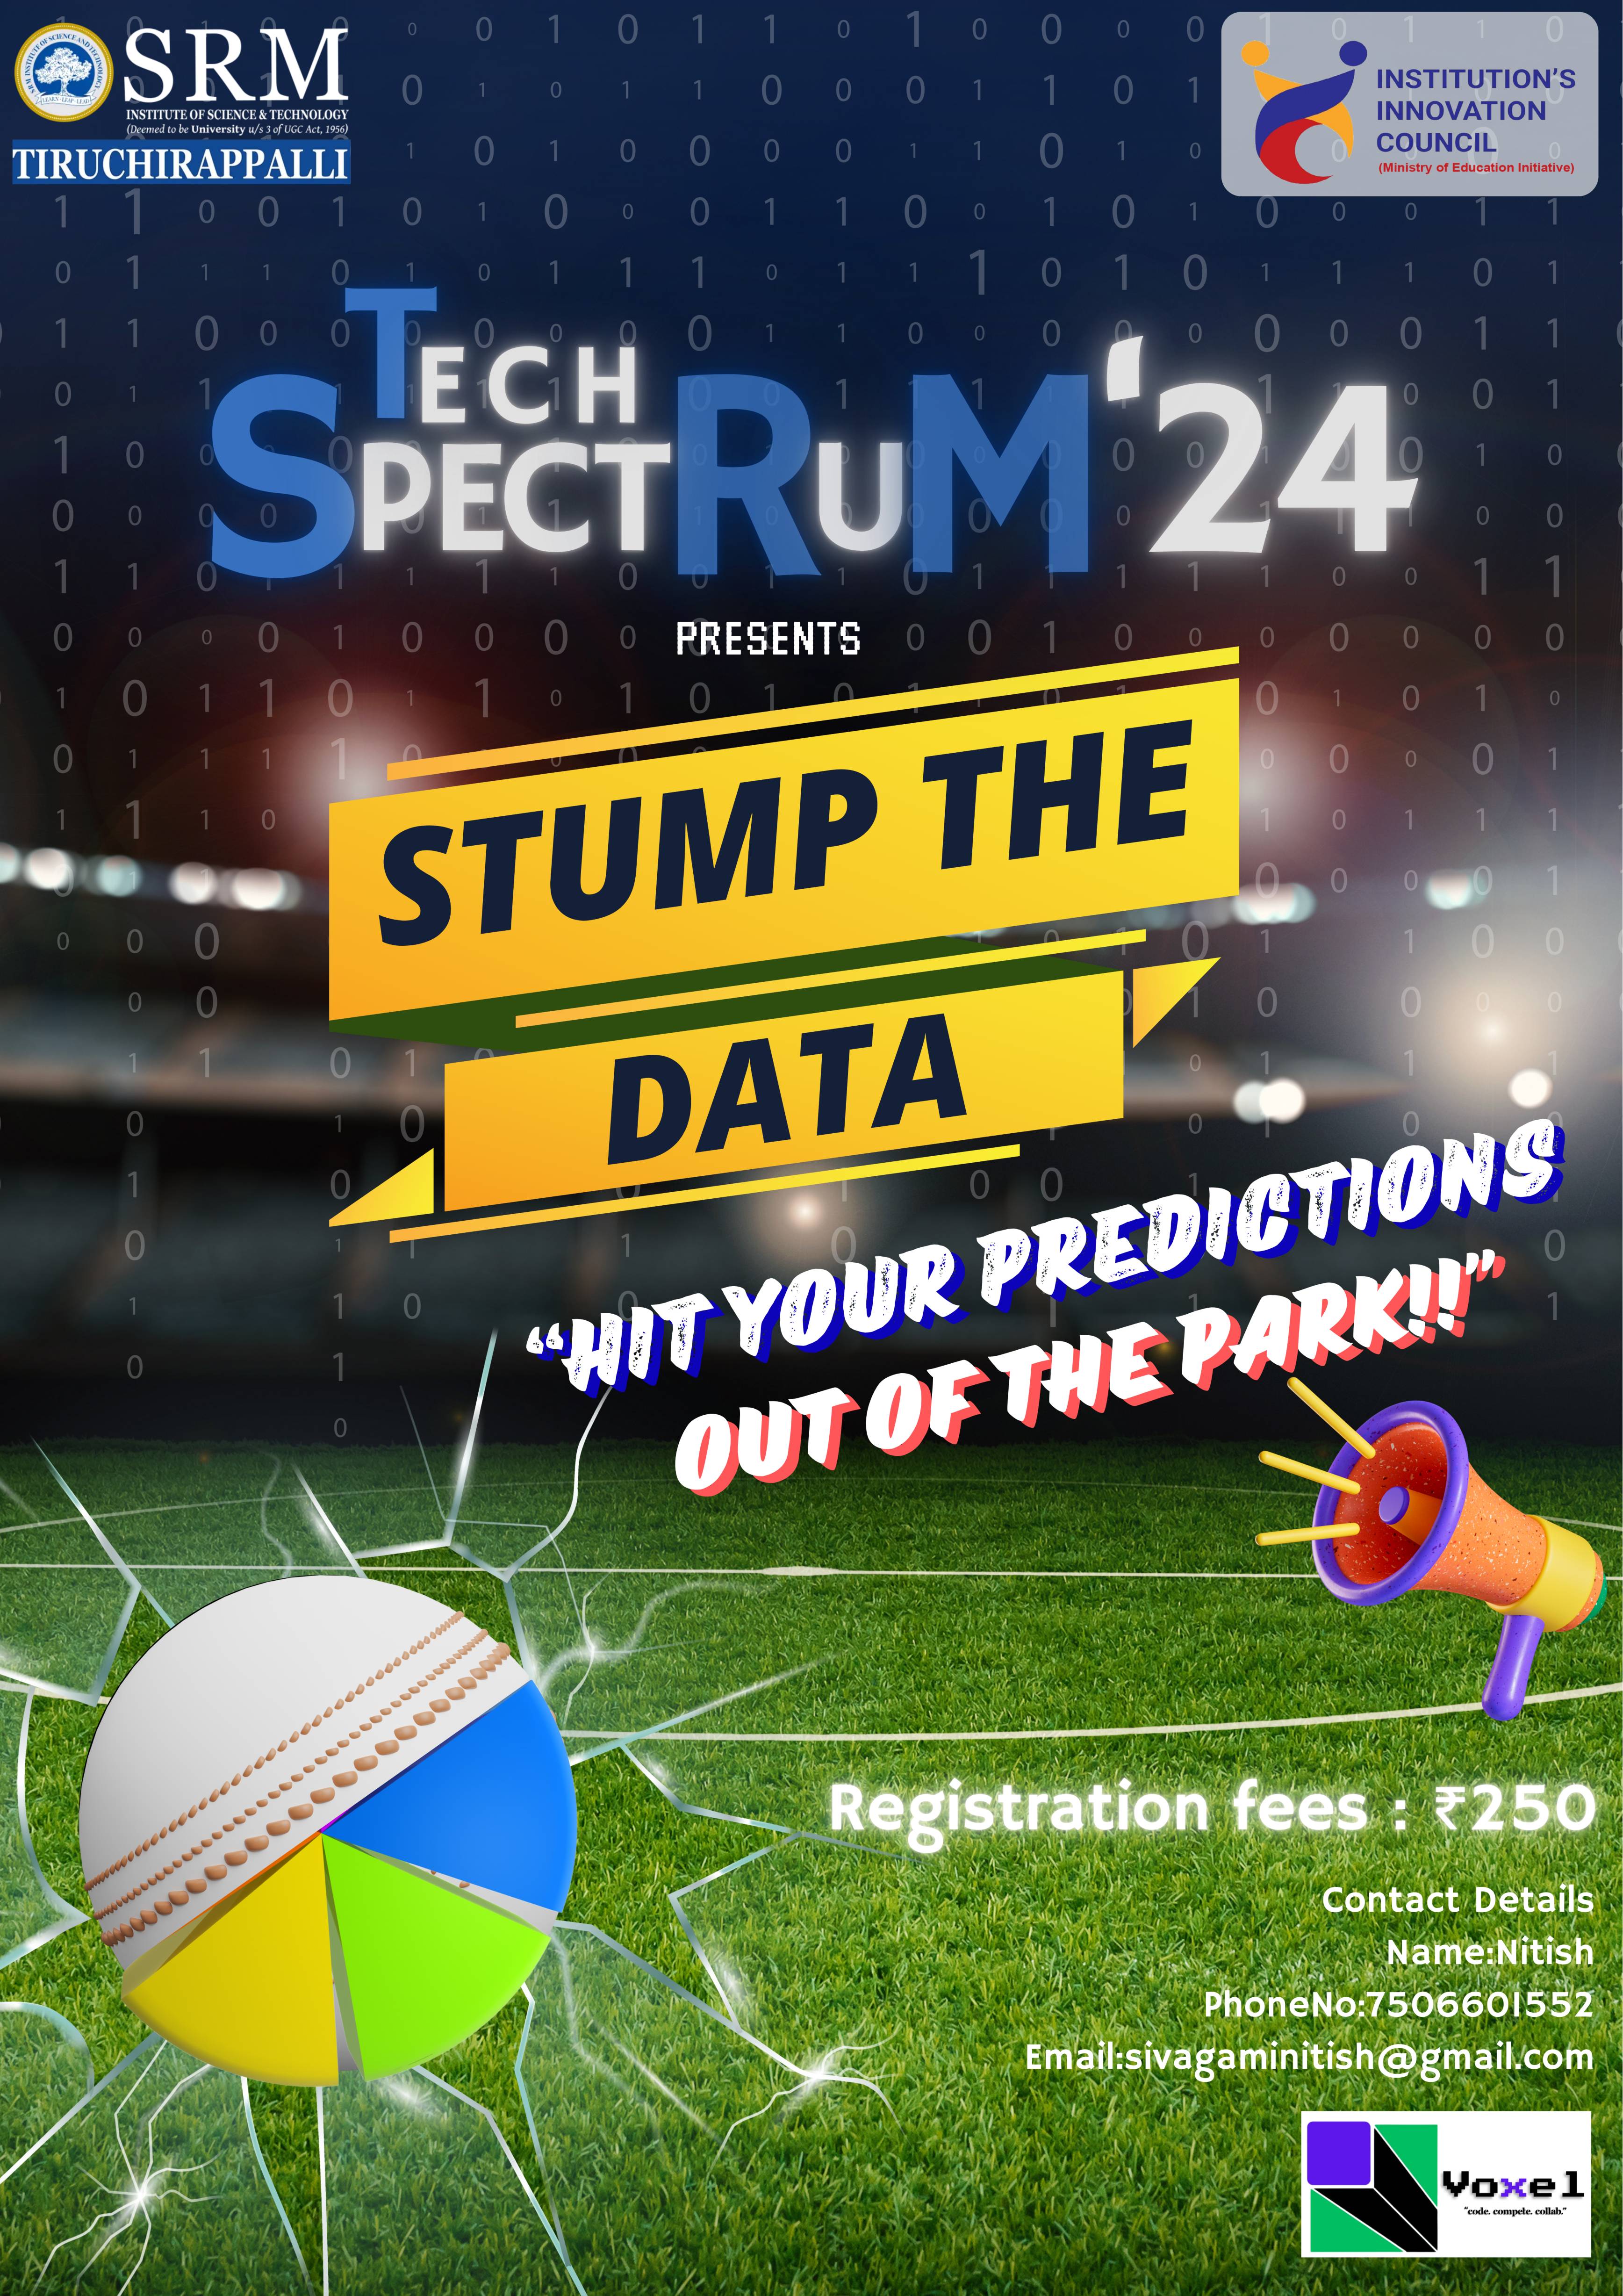 SRM
INSTITUTE OF SCIENCE & TECHNOLOGY
(Deemed to be University u/s 3 of UGC Act, 1956)
TIRUCHIRAPPALLI
INSTITUTION'S
INNOVATION
COUNCIL
(Ministry of Education Initiative)
TECH
SPECTRUM '24
PRESENTS
STUMP THE
DATA
"HIT YOUR PREDICTIONS
OUT OF THE PARK!!"
Registration fees : ₹250
Contact Details
Name:Nitish
PhoneNo:7506601552
Email:sivagaminitish@gmail.com
Voxel
"code. compete. collab."